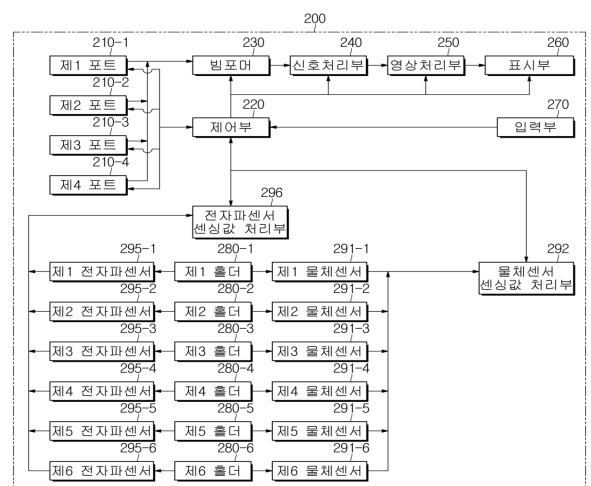 200
210-1 230 240 250 260
제1 포트 빔포머 신호처리부 영상처리부 표시부
210-2
제2 포트 220 270
210-3 제어부 입력부
제3 포트
210-4
제4 포트
296
전자파센서
센싱값 처리부
295-1 280-1 291-1 292
제1 전자파센서 제1 홀더 제1 물체센서 물체센서
센싱값 처리부
295-2 280-2 291-2
제2 전자파센서 제2 홀더 제2 물체센서
295-3 280-3 291-3
제3 전자파센서 제3 홀더 제3 물체센서
295-4 280-4 291-4
제4 전자파센서 제4 홀더 제4 물체센서
295-5 280-5 291-5
제5 전자파센서 제5 홀더 제5 물체센서
295-6 280-6 291-6
제6 전자파센서 제6 홀더 제6 물체센서